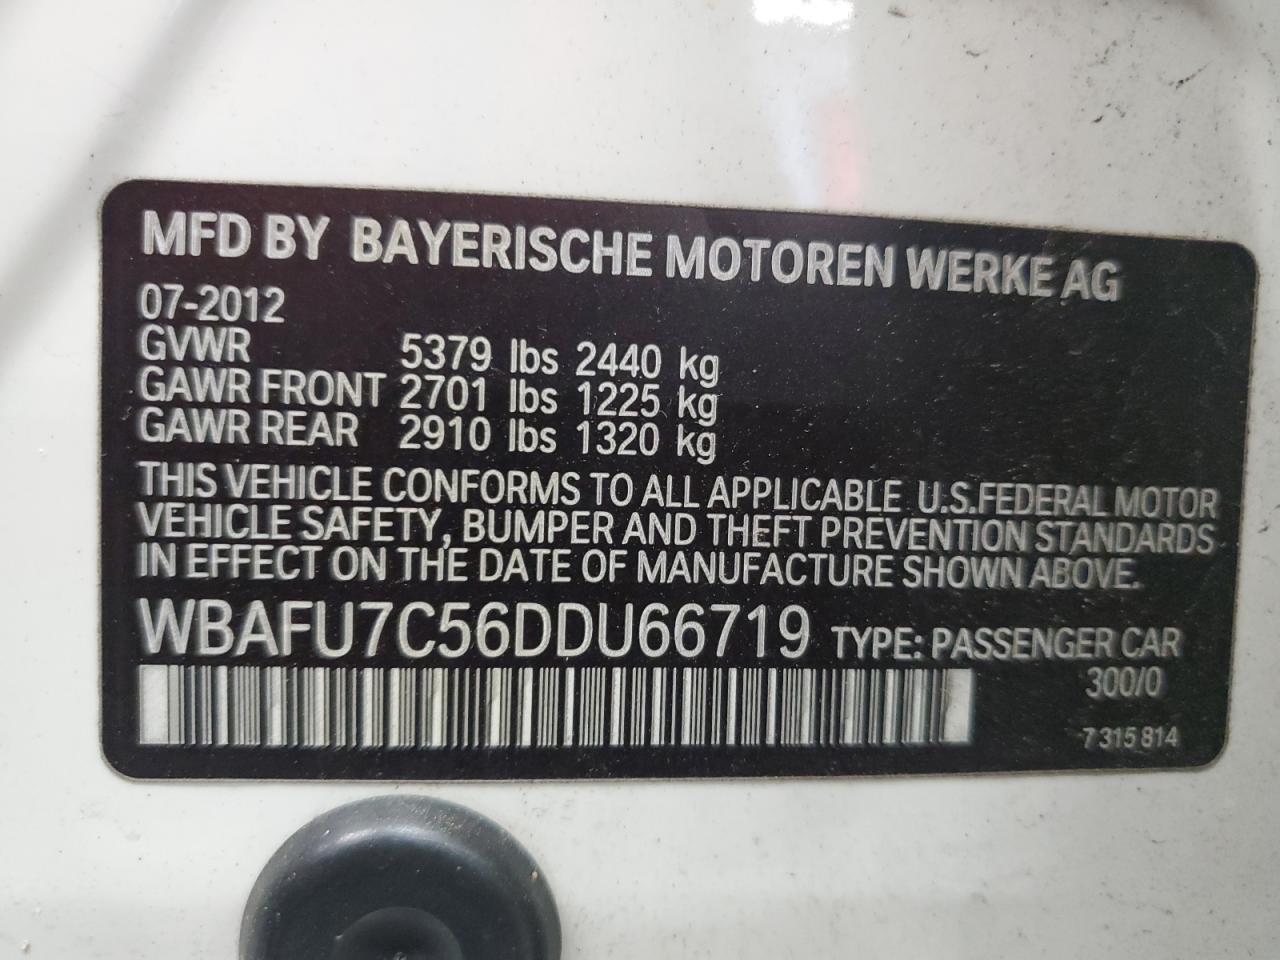 MFD BY BAYERISCHE MOTOREN WERKE AG
07-2012
GVWR 5379 lbs 2440 kg
GAWR FRONT 2701 lbs 1225 kg
GAWR REAR 2910 lbs 1320 kg
THIS VEHICLE CONFORMS TO ALL APPLICABLE U.S.FEDERAL MOTOR
VEHICLE SAFETY, BUMPER AND THEFT PREVENTION STANDARDS
IN EFFECT ON THE DATE OF MANUFACTURE SHOWN ABOVE.
WBAFU7C56DDU66719 TYPE: PASSENGER CAR
300/0
7 315 814